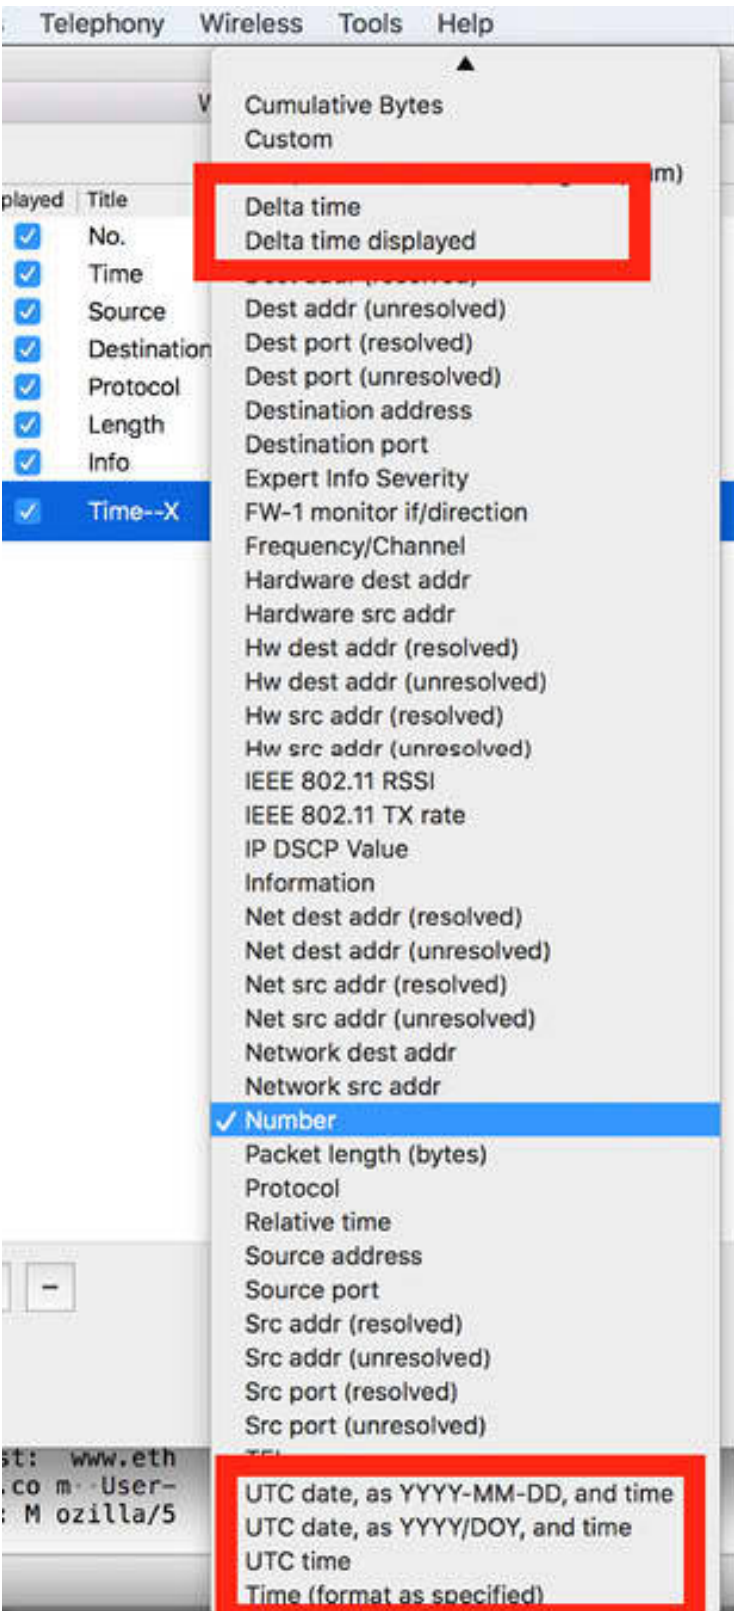 Telephony Wireless Tools Help
Cumulative Bytes
Custom
Delta time
Delta time displayed
Dest addr (unresolved)
Dest port (resolved)
Dest port (unresolved)
Destination address
Destination port
Expert Info Severity
FW-1 monitor if/direction
Frequency/Channel
Hardware dest addr
Hardware src addr
Hw dest addr (resolved)
Hw dest addr (unresolved)
Hw src addr (resolved)
Hw src addr (unresolved)
IEEE 802.11 RSSI
IEEE 802.11 TX rate
IP DSCP Value
Information
Net dest addr (resolved)
Net dest addr (unresolved)
Net src addr (resolved)
Net src addr (unresolved)
Network dest addr
Network src addr
✓ Number
Packet length (bytes)
Protocol
Relative time
Source address
Source port
Src addr (resolved)
Src addr (unresolved)
Src port (resolved)
Src port (unresolved)
UTC date, as YYYY-MM-DD, and time
UTC date, as YYYY/DOY, and time
UTC time
Time (format as specified)
played Title
No.
Time
Source
Destination
Protocol
Length
Info
Time--X
st: www.eth
.co m··User-
: M ozilla/5